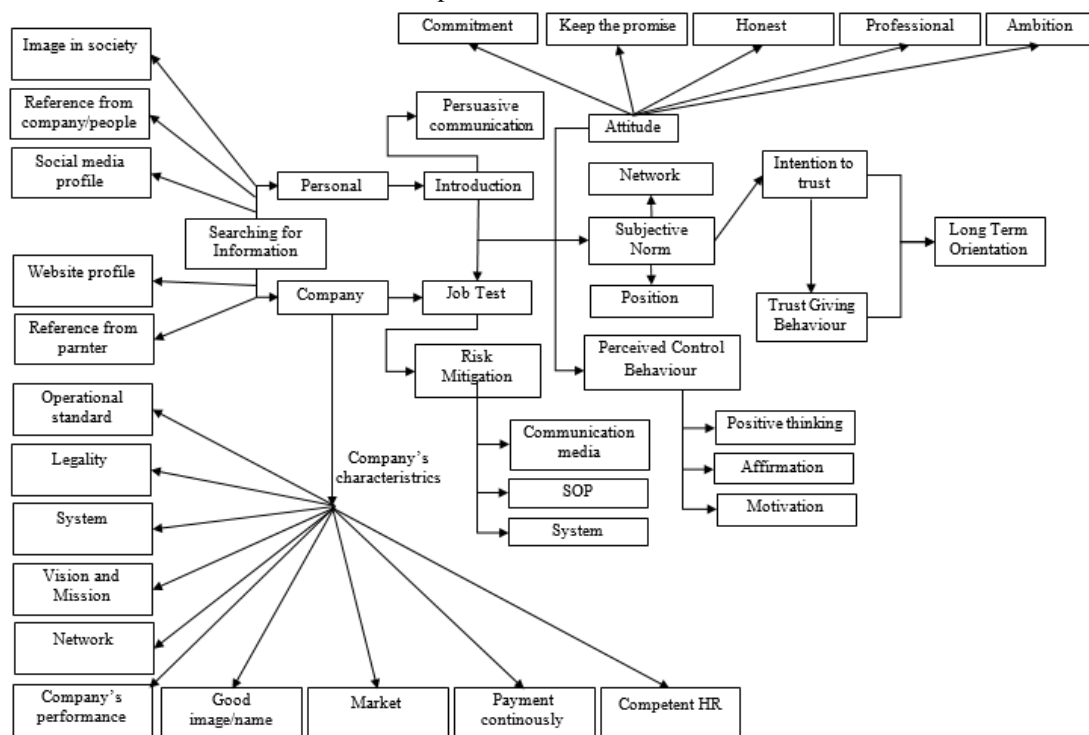 Commitment
Keep the promise
Honest
Professional
Ambition
Image in society
Reference from
company/people
Social media
profile
Persuasive
communication
Attitude
Personal
Introduction
Network
Intention to
trust
Searching for
Information
Subjective
Norm
Long Term
Orientation
Website profile
Company
Job Test
Position
Trust Giving
Behaviour
Reference from
parnter
Risk
Mitigation
Perceived Control
Behaviour
Operational
standard
Communication
media
Positive thinking
Legality
Company's
characteristrics
Affirmation
SOP
Motivation
System
System
Vision and
Mission
Network
Company's
performance
Good
image/name
Market
Payment
continously
Competent HR